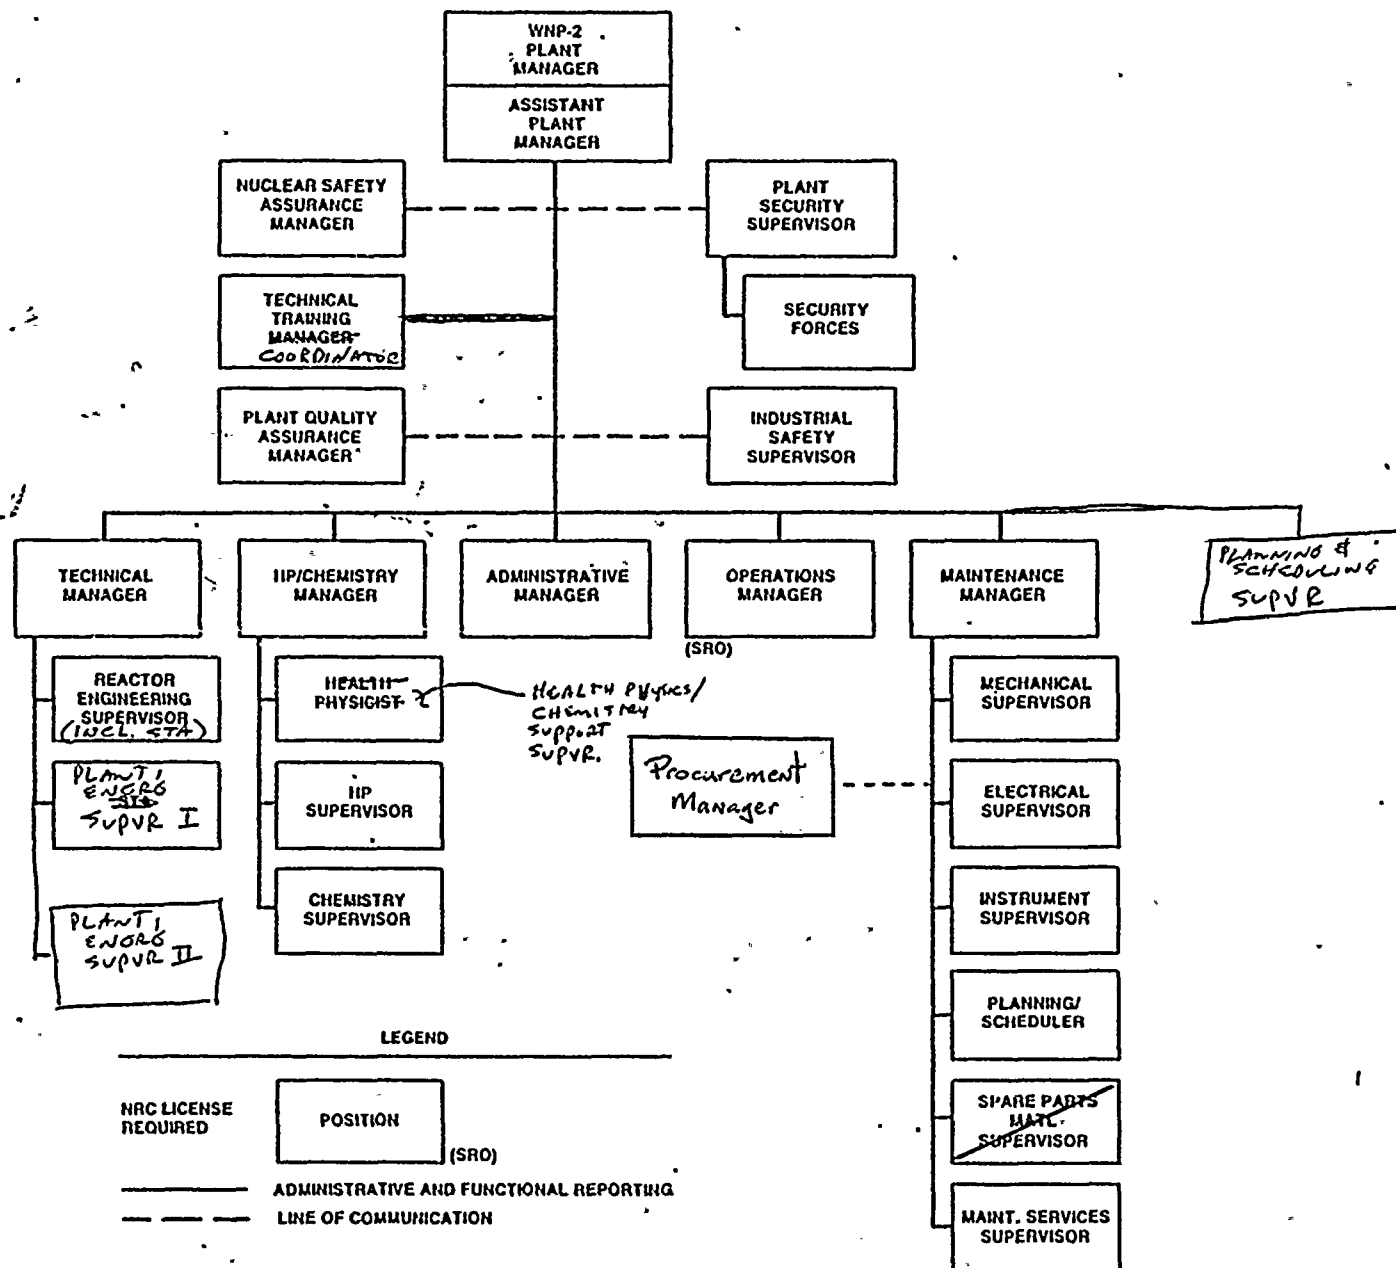 WNP-2
PLANT
MANAGER
ASSISTANT
PLANT
MANAGER
NUCLEAR SAFETY
ASSURANCE
MANAGER
PLANT
SECURITY
SUPERVISOR
TECHNICAL
TRAINING
MANAGER
COORDINATOR
SECURITY
FORCES
PLANT QUALITY
ASSURANCE
MANAGER
INDUSTRIAL
SAFETY
SUPERVISOR
TECHNICAL
MANAGER
HP/CHEMISTRY
MANAGER
ADMINISTRATIVE
MANAGER
OPERATIONS
MANAGER
(SRO)
MAINTENANCE
MANAGER
PLANNING &
SCHEDULING
SUPVR
REACTOR
ENGINEERING
SUPERVISOR
(INCL. STA)
PLANT
ENGRG
SUPVR I
PLANT
ENGRG
SUPVR II
HEALTH
PHYSICIST
HEALTH PHYSICS/
CHEMISTRY
SUPPORT
SUPVR.
HP
SUPERVISOR
CHEMISTRY
SUPERVISOR
Procurement
Manager
MECHANICAL
SUPERVISOR
ELECTRICAL
SUPERVISOR
INSTRUMENT
SUPERVISOR
PLANNING/
SCHEDULER
SPARE PARTS
MATL.
SUPERVISOR
MAINT. SERVICES
SUPERVISOR
LEGEND
NRC LICENSE
REQUIRED
POSITION
(SRO)
ADMINISTRATIVE AND FUNCTIONAL REPORTING
LINE OF COMMUNICATION